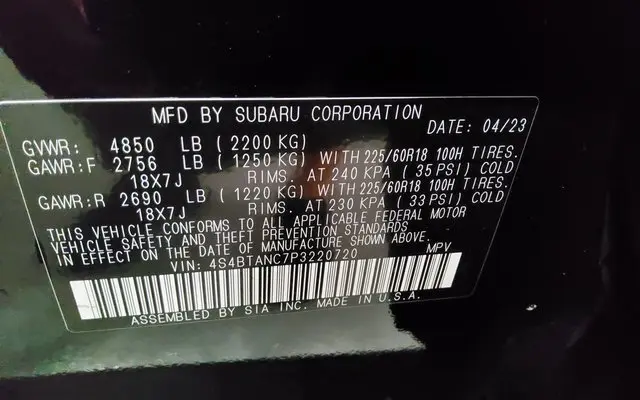 MFD BY SUBARU CORPORATION
DATE: 04/23
GVWR: 4850 LB (2200 KG)
GAWR:F 2756 LB (1250 KG) WITH 225/60R18 100H TIRES.
18X7J RIMS. AT 240 KPA (35 PSI) COLD
GAWR:R 2690 LB (1220 KG) WITH 225/60R18 100H TIRES.
18X7J RIMS. AT 230 KPA (33 PSI) COLD
THIS VEHICLE CONFORMS TO ALL APPLICABLE FEDERAL MOTOR
VEHICLE SAFETY AND THEFT PREVENTION STANDARDS
IN EFFECT ON THE DATE OF MANUFACTURE SHOWN ABOVE.
VIN: 4S4BTANC7P3220720 MPV
ASSEMBLED BY SIA INC. MADE IN U.S.A.